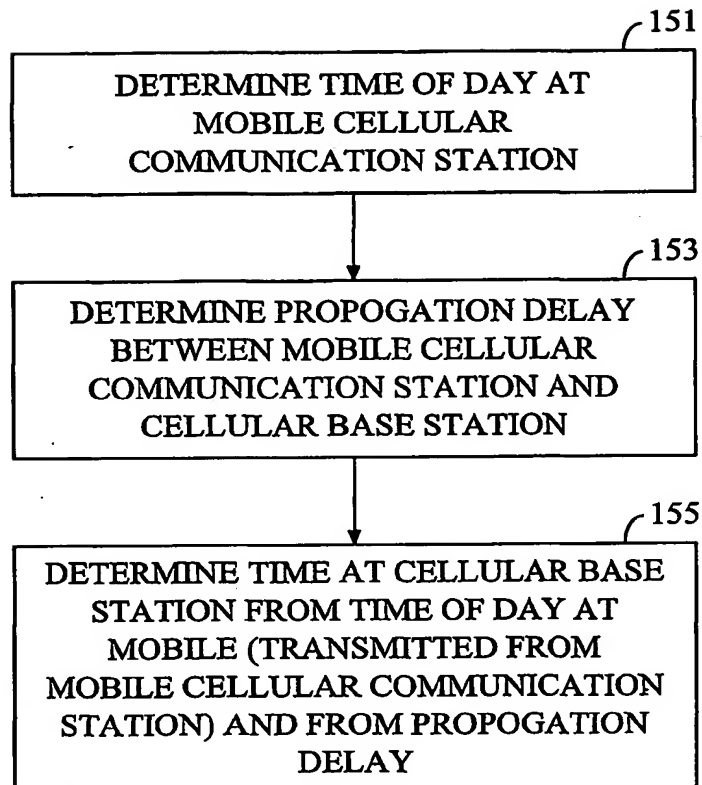 151
DETERMINE TIME OF DAY AT
MOBILE CELLULAR
COMMUNICATION STATION
153
DETERMINE PROPOGATION DELAY
BETWEEN MOBILE CELLULAR
COMMUNICATION STATION AND
CELLULAR BASE STATION
155
DETERMINE TIME AT CELLULAR BASE
STATION FROM TIME OF DAY AT
MOBILE (TRANSMITTED FROM
MOBILE CELLULAR COMMUNICATION
STATION) AND FROM PROPOGATION
DELAY